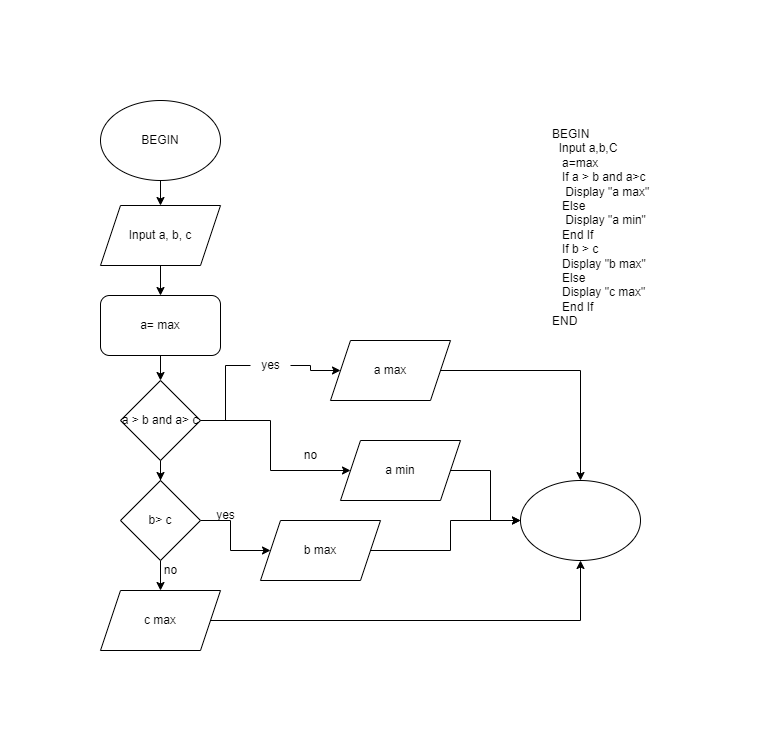 BEGIN
Input a, b, c
a= max
a > b and a> c
yes
a max
no
a min
b> c
yes
b max
no
c max
BEGIN
Input a,b,C
a=max
If a > b and a>c
Display "a max"
Else
Display "a min"
End If
If b > c
Display "b max"
Else
Display "c max"
End If
END